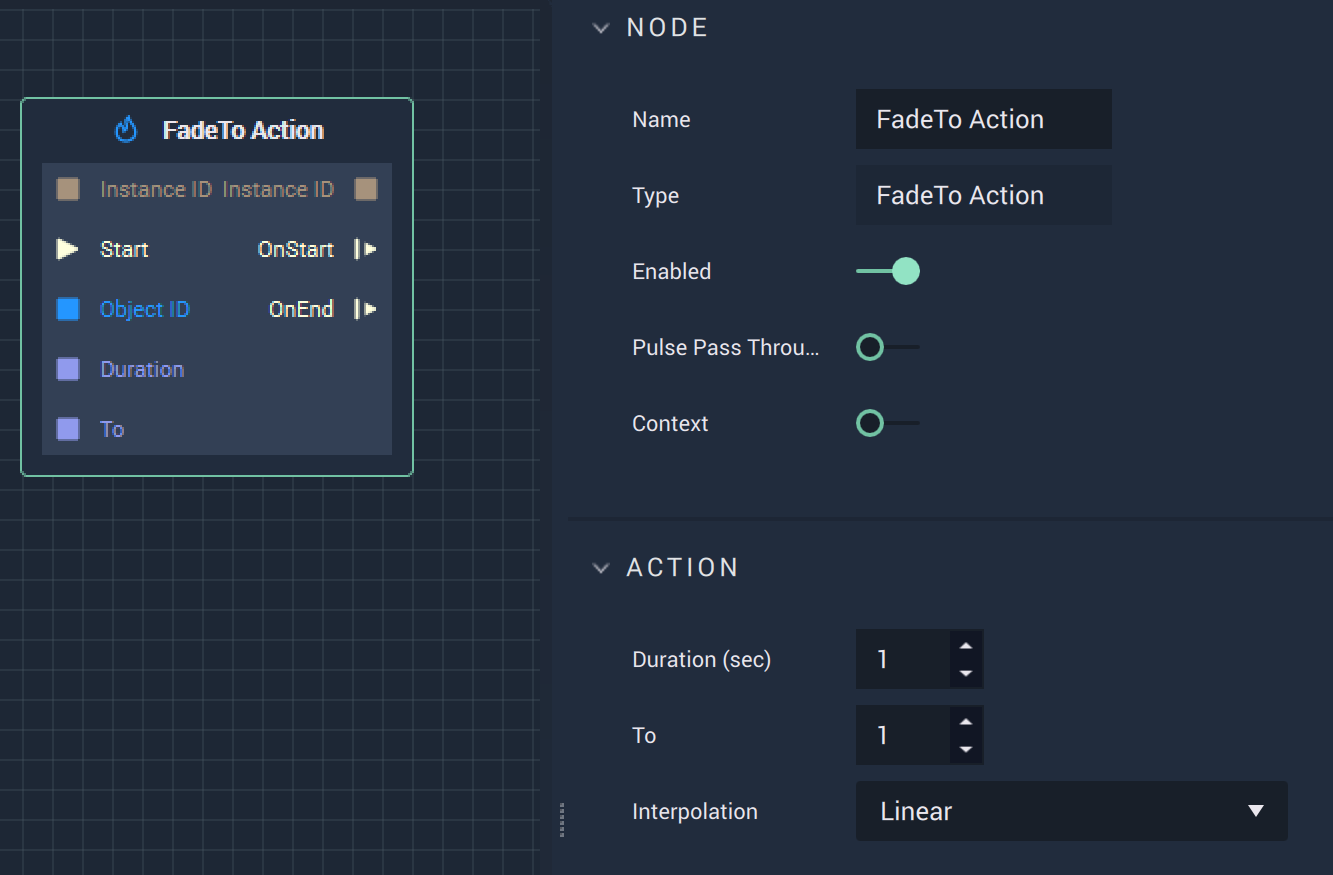 FadeTo Action
Instance ID Instance ID
Start OnStart
Object ID OnEnd
Duration
To
NODE
Name FadeTo Action
Type FadeTo Action
Enabled
Pulse Pass Throu...
Context
ACTION
Duration (sec) 1
To 1
Interpolation Linear